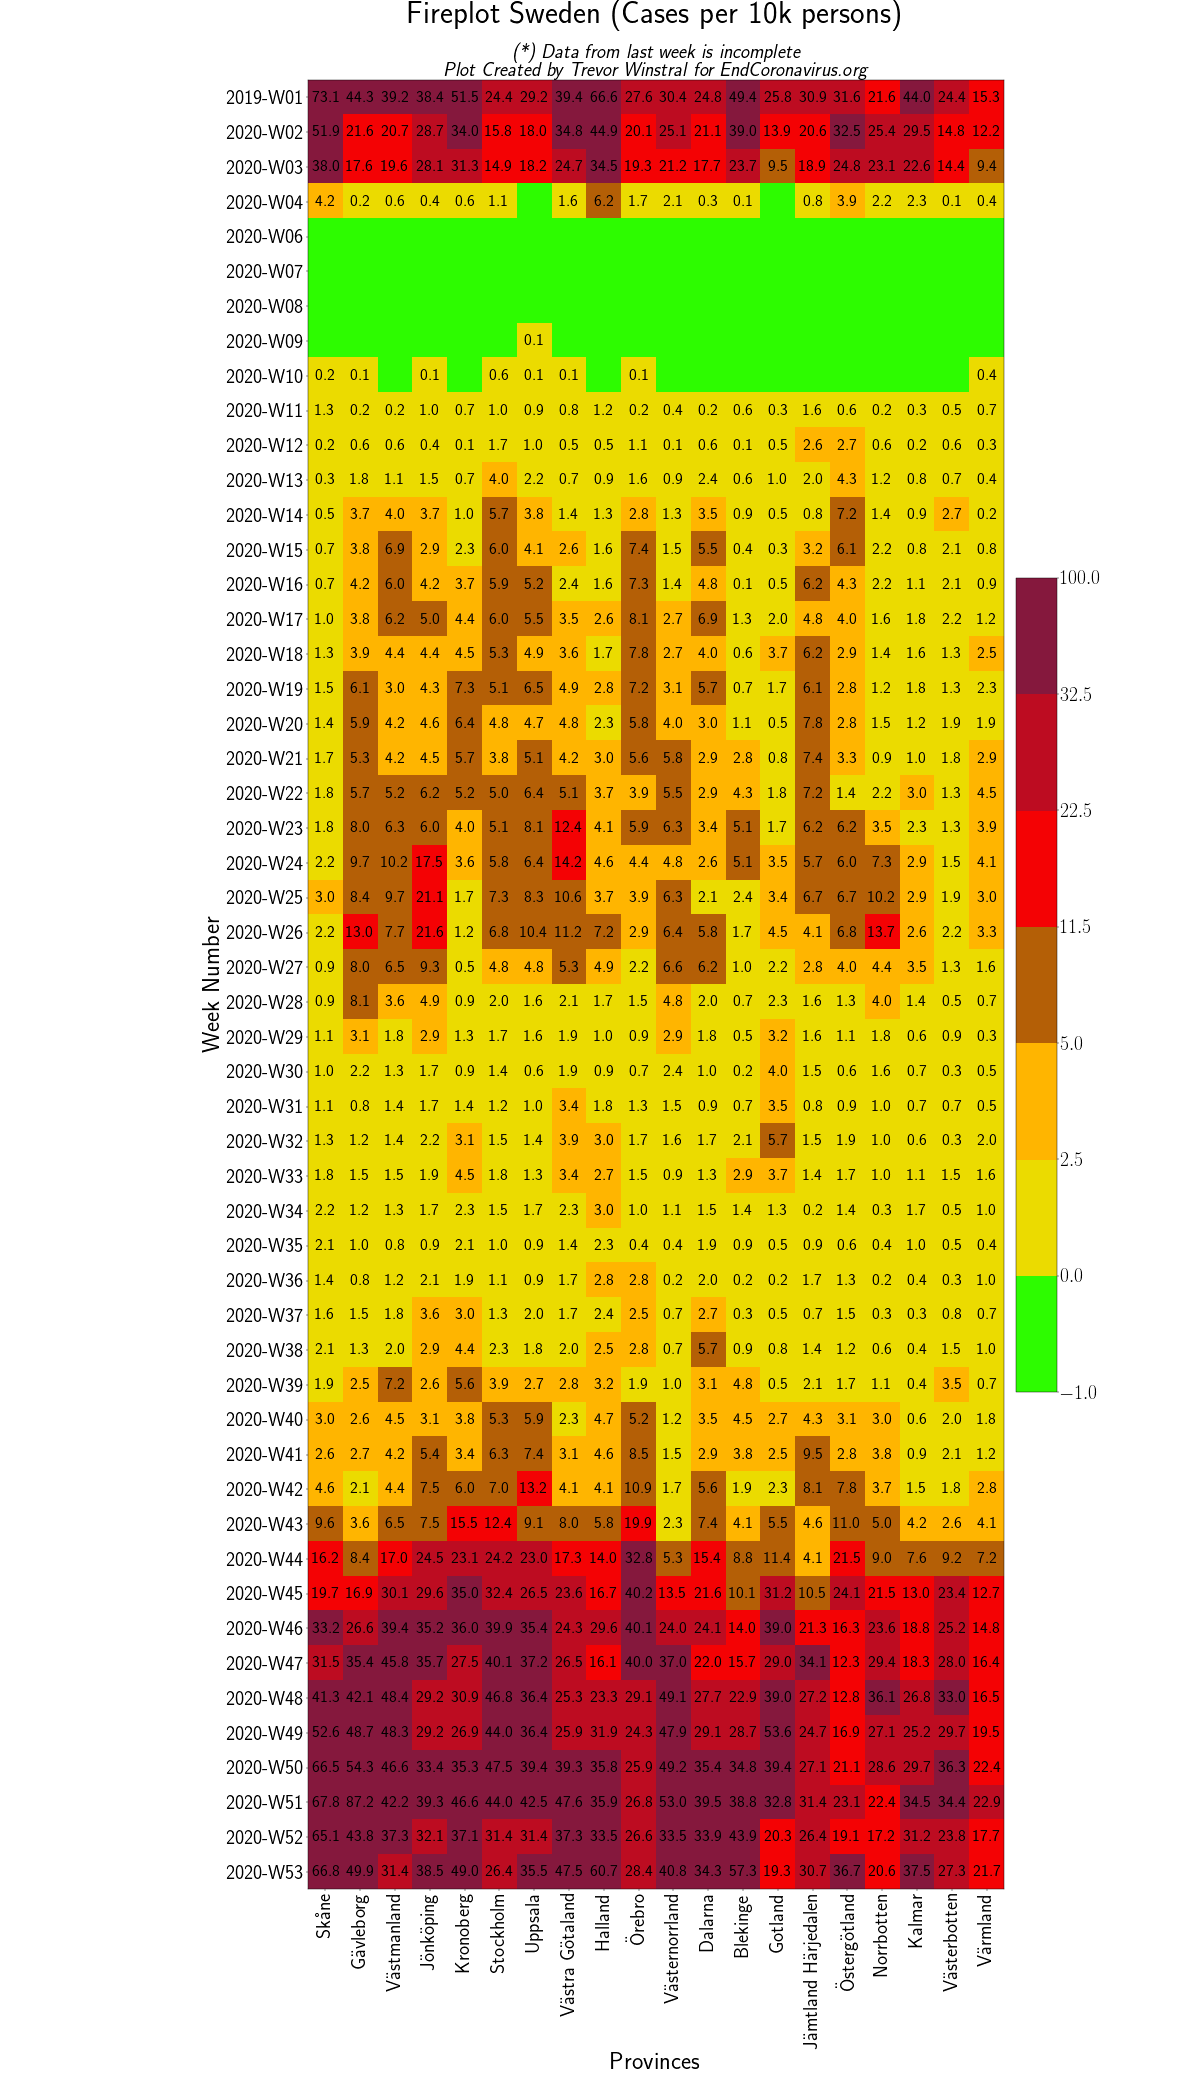 Fireplot Sweden (Cases per 10k persons)
(*) Data from last week is incomplete
Plot Created by Trevor Winstral for EndCoronavirus.org
2019-W01 73.1 44.3 39.2 38.4 51.5 24.4 29.2 39.4 66.6 27.6 30.4 24.8 49.4 25.8 30.9 31.6 21.6 44.0 24.4 15.3
2020-W02 51.9 21.6 20.7 28.7 34.0 15.8 18.0 34.8 44.9 20.1 25.1 21.1 39.0 13.9 20.6 32.5 25.4 29.5 14.8 12.2
2020-W03 38.0 17.6 19.6 28.1 31.3 14.9 18.2 24.7 34.5 19.3 21.2 17.7 23.7 9.5 18.9 24.8 23.1 22.6 14.4 9.4
2020-W04 4.2 0.2 0.6 0.4 0.6 1.1 1.6 6.2 1.7 2.1 0.3 0.1 0.8 3.9 2.2 2.3 0.1 0.4
2020-W06
2020-W07
2020-W08
2020-W09 0.1
2020-W10 0.2 0.1 0.1 0.6 0.1 0.1 0.1 0.4
2020-W11 1.3 0.2 0.2 1.0 0.7 1.0 0.9 0.8 1.2 0.2 0.4 0.2 0.6 0.3 1.6 0.6 0.2 0.3 0.5 0.7
2020-W12 0.2 0.6 0.6 0.4 0.1 1.7 1.0 0.5 0.5 1.1 0.1 0.6 0.1 0.5 2.6 2.7 0.6 0.2 0.6 0.3
2020-W13 0.3 1.8 1.1 1.5 0.7 4.0 2.2 0.7 0.9 1.6 0.9 2.4 0.6 1.0 2.0 4.3 1.2 0.8 0.7 0.4
2020-W14 0.5 3.7 4.0 3.7 1.0 5.7 3.8 1.4 1.3 2.8 1.3 3.5 0.9 0.5 0.8 7.2 1.4 0.9 2.7 0.2
2020-W15 0.7 3.8 6.9 2.9 2.3 6.0 4.1 2.6 1.6 7.4 1.5 5.5 0.4 0.3 3.2 6.1 2.2 0.8 2.1 0.8
2020-W16 0.7 4.2 6.0 4.2 3.7 5.9 5.2 2.4 1.6 7.3 1.4 4.8 0.1 0.5 6.2 4.3 2.2 1.1 2.1 0.9
2020-W17 1.0 3.8 6.2 5.0 4.4 6.0 5.5 3.5 2.6 8.1 2.7 6.9 1.3 2.0 4.8 4.0 1.6 1.8 2.2 1.2
2020-W18 1.3 3.9 4.4 4.4 4.5 5.3 4.9 3.6 1.7 7.8 2.7 4.0 0.6 3.7 6.2 2.9 1.4 1.6 1.3 2.5
2020-W19 1.5 6.1 3.0 4.3 7.3 5.1 6.5 4.9 2.8 7.2 3.1 5.7 0.7 1.7 6.1 2.8 1.2 1.8 1.3 2.3
2020-W20 1.4 5.9 4.2 4.6 6.4 4.8 4.7 4.8 2.3 5.8 4.0 3.0 1.1 0.5 7.8 2.8 1.5 1.2 1.9 1.9
2020-W21 1.7 5.3 4.2 4.5 5.7 3.8 5.1 4.2 3.0 5.6 5.8 2.9 2.8 0.8 7.4 3.3 0.9 1.0 1.8 2.9
2020-W22 1.8 5.7 5.2 6.2 5.2 5.0 6.4 5.1 3.7 3.9 5.5 2.9 4.3 1.8 7.2 1.4 2.2 3.0 1.3 4.5
2020-W23 1.8 8.0 6.3 6.0 4.0 5.1 8.1 12.4 4.1 5.9 6.3 3.4 5.1 1.7 6.2 6.2 3.5 2.3 1.3 3.9
2020-W24 2.2 9.7 10.2 17.5 3.6 5.8 6.4 14.2 4.6 4.4 4.8 2.6 5.1 3.5 5.7 6.0 7.3 2.9 1.5 4.1
2020-W25 3.0 8.4 9.7 21.1 1.7 7.3 8.3 10.6 3.7 3.9 6.3 2.1 2.4 3.4 6.7 6.7 10.2 2.9 1.9 3.0
2020-W26 2.2 13.0 7.7 21.6 1.2 6.8 10.4 11.2 7.2 2.9 6.4 5.8 1.7 4.5 4.1 6.8 13.7 2.6 2.2 3.3
2020-W27 0.9 8.0 6.5 9.3 0.5 4.8 4.8 5.3 4.9 2.2 6.6 6.2 1.0 2.2 2.8 4.0 4.4 3.5 1.3 1.6
2020-W28 0.9 8.1 3.6 4.9 0.9 2.0 1.6 2.1 1.7 1.5 4.8 2.0 0.7 2.3 1.6 1.3 4.0 1.4 0.5 0.7
2020-W29 1.1 3.1 1.8 2.9 1.3 1.7 1.6 1.9 1.0 0.9 2.9 1.8 0.5 3.2 1.6 1.1 1.8 0.6 0.9 0.3
2020-W30 1.0 2.2 1.3 1.7 0.9 1.4 0.6 1.9 0.9 0.7 2.4 1.0 0.2 4.0 1.5 0.6 1.6 0.7 0.3 0.5
2020-W31 1.1 0.8 1.4 1.7 1.4 1.2 1.0 3.4 1.8 1.3 1.5 0.9 0.7 3.5 0.8 0.9 1.0 0.7 0.7 0.5
2020-W32 1.3 1.2 1.4 2.2 3.1 1.5 1.4 3.9 3.0 1.7 1.6 1.7 2.1 5.7 1.5 1.9 1.0 0.6 0.3 2.0
2020-W33 1.8 1.5 1.5 1.9 4.5 1.8 1.3 3.4 2.7 1.5 0.9 1.3 2.9 3.7 1.4 1.7 1.0 1.1 1.5 1.6
2020-W34 2.2 1.2 1.3 1.7 2.3 1.5 1.7 2.3 3.0 1.0 1.1 1.5 1.4 1.3 0.2 1.4 0.3 1.7 0.5 1.0
2020-W35 2.1 1.0 0.8 0.9 2.1 1.0 0.9 1.4 2.3 0.4 0.4 1.9 0.9 0.5 0.9 0.6 0.4 1.0 0.5 0.4
2020-W36 1.4 0.8 1.2 2.1 1.9 1.1 0.9 1.7 2.8 2.8 0.2 2.0 0.2 0.2 1.7 1.3 0.2 0.4 0.3 1.0
2020-W37 1.6 1.5 1.8 3.6 3.0 1.3 2.0 1.7 2.4 2.5 0.7 2.7 0.3 0.5 0.7 1.5 0.3 0.3 0.8 0.7
2020-W38 2.1 1.3 2.0 2.9 4.4 2.3 1.8 2.0 2.5 2.8 0.7 5.7 0.9 0.8 1.4 1.2 0.6 0.4 1.5 1.0
2020-W39 1.9 2.5 7.2 2.6 5.6 3.9 2.7 2.8 3.2 1.9 1.0 3.1 4.8 0.5 2.1 1.7 1.1 0.4 3.5 0.7
2020-W40 3.0 2.6 4.5 3.1 3.8 5.3 5.9 2.3 4.7 5.2 1.2 3.5 4.5 2.7 4.3 3.1 3.0 0.6 2.0 1.8
2020-W41 2.6 2.7 4.2 5.4 3.4 6.3 7.4 3.1 4.6 8.5 1.5 2.9 3.8 2.5 9.5 2.8 3.8 0.9 2.1 1.2
2020-W42 4.6 2.1 4.4 7.5 6.0 7.0 13.2 4.1 4.1 10.9 1.7 5.6 1.9 2.3 8.1 7.8 3.7 1.5 1.8 2.8
2020-W43 9.6 3.6 6.5 7.5 15.5 12.4 9.1 8.0 5.8 19.9 2.3 7.4 4.1 5.5 4.6 11.0 5.0 4.2 2.6 4.1
2020-W44 16.2 8.4 17.0 24.5 23.1 24.2 23.0 17.3 14.0 32.8 5.3 15.4 8.8 11.4 4.1 21.5 9.0 7.6 9.2 7.2
2020-W45 19.7 16.9 30.1 29.6 35.0 32.4 26.5 23.6 16.7 40.2 13.5 21.6 10.1 31.2 10.5 24.1 21.5 13.0 23.4 12.7
2020-W46 33.2 26.6 39.4 35.2 36.0 39.9 35.4 24.3 29.6 40.1 24.0 24.1 14.0 39.0 21.3 16.3 23.6 18.8 25.2 14.8
2020-W47 31.5 35.4 45.8 35.7 27.5 40.1 37.2 26.5 16.1 40.0 37.0 22.0 15.7 29.0 34.1 12.3 29.4 18.3 28.0 16.4
2020-W48 41.3 42.1 48.4 29.2 30.9 46.8 36.4 25.3 23.3 29.1 49.1 27.7 22.9 39.0 27.2 12.8 36.1 26.8 33.0 16.5
2020-W49 52.6 48.7 48.3 29.2 26.9 44.0 36.4 25.9 31.9 24.3 47.9 29.1 28.7 53.6 24.7 16.9 27.1 25.2 29.7 19.5
2020-W50 66.5 54.3 46.6 33.4 35.3 47.5 39.4 39.3 35.8 25.9 49.2 35.4 34.8 39.4 27.1 21.1 28.6 29.7 36.3 22.4
2020-W51 67.8 87.2 42.2 39.3 46.6 44.0 42.5 47.6 35.9 26.8 53.0 39.5 38.8 32.8 31.4 23.1 22.4 34.5 34.4 22.9
2020-W52 65.1 43.8 37.3 32.1 37.1 31.4 31.4 37.3 33.5 26.6 33.5 33.9 43.9 20.3 26.4 19.1 17.2 31.2 23.8 17.7
2020-W53 66.8 49.9 31.4 38.5 49.0 26.4 35.5 47.5 60.7 28.4 40.8 34.3 57.3 19.3 30.7 36.7 20.6 37.5 27.3 21.7
Week Number
Skåne
Gävleborg
Västmanland
Jönköping
Kronoberg
Stockholm
Uppsala
Västra Götaland
Halland
Örebro
Västernorrland
Dalarna
Blekinge
Gotland
Jämtland Härjedalen
Östergötland
Norrbotten
Kalmar
Västerbotten
Värmland
Provinces
100.0
32.5
22.5
11.5
5.0
2.5
0.0
−1.0